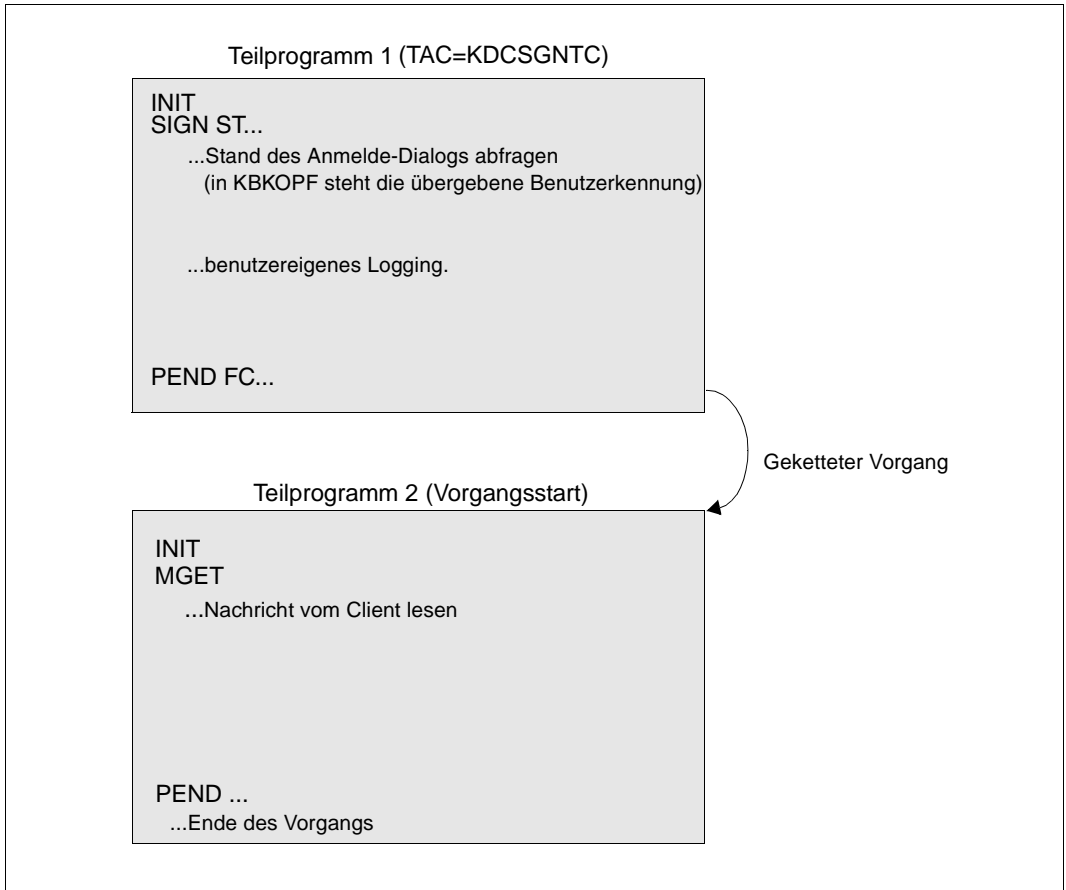 Teilprogramm 1 (TAC=KDCSGNTC)
INIT
SIGN ST...
...Stand des Anmelde-Dialogs abfragen
(in KBKOPF steht die übergebene Benutzerkennung)
...benutzereigenes Logging.
PEND FC...
Geketteter Vorgang
Teilprogramm 2 (Vorgangsstart)
INIT
MGET
...Nachricht vom Client lesen
PEND ...
...Ende des Vorgangs